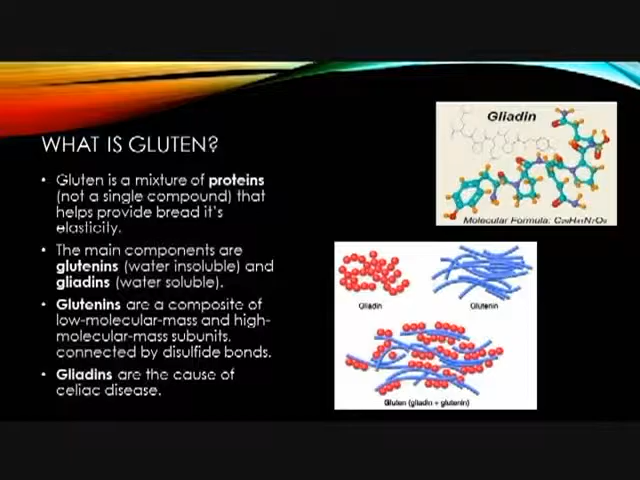 WHAT IS GLUTEN?
• Gluten is a mixture of proteins
(not a single compound) that
helps provide bread it's
elasticity.
• The main components are
glutenins (water insoluble) and
gliadins (water soluble).
• Glutenins are a composite of
low-molecular-mass and high-
molecular-mass subunits,
connected by disulfide bonds.
• Gliadins are the cause of
celiac disease.
Gliadin
Molecular Formula:
Gliadin
Glutenin
Gluten (gliadin + glutenin)